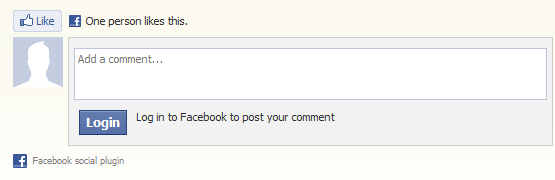 Like One person likes this.
Add a comment...
Login Log in to Facebook to post your comment
Facebook social plugin